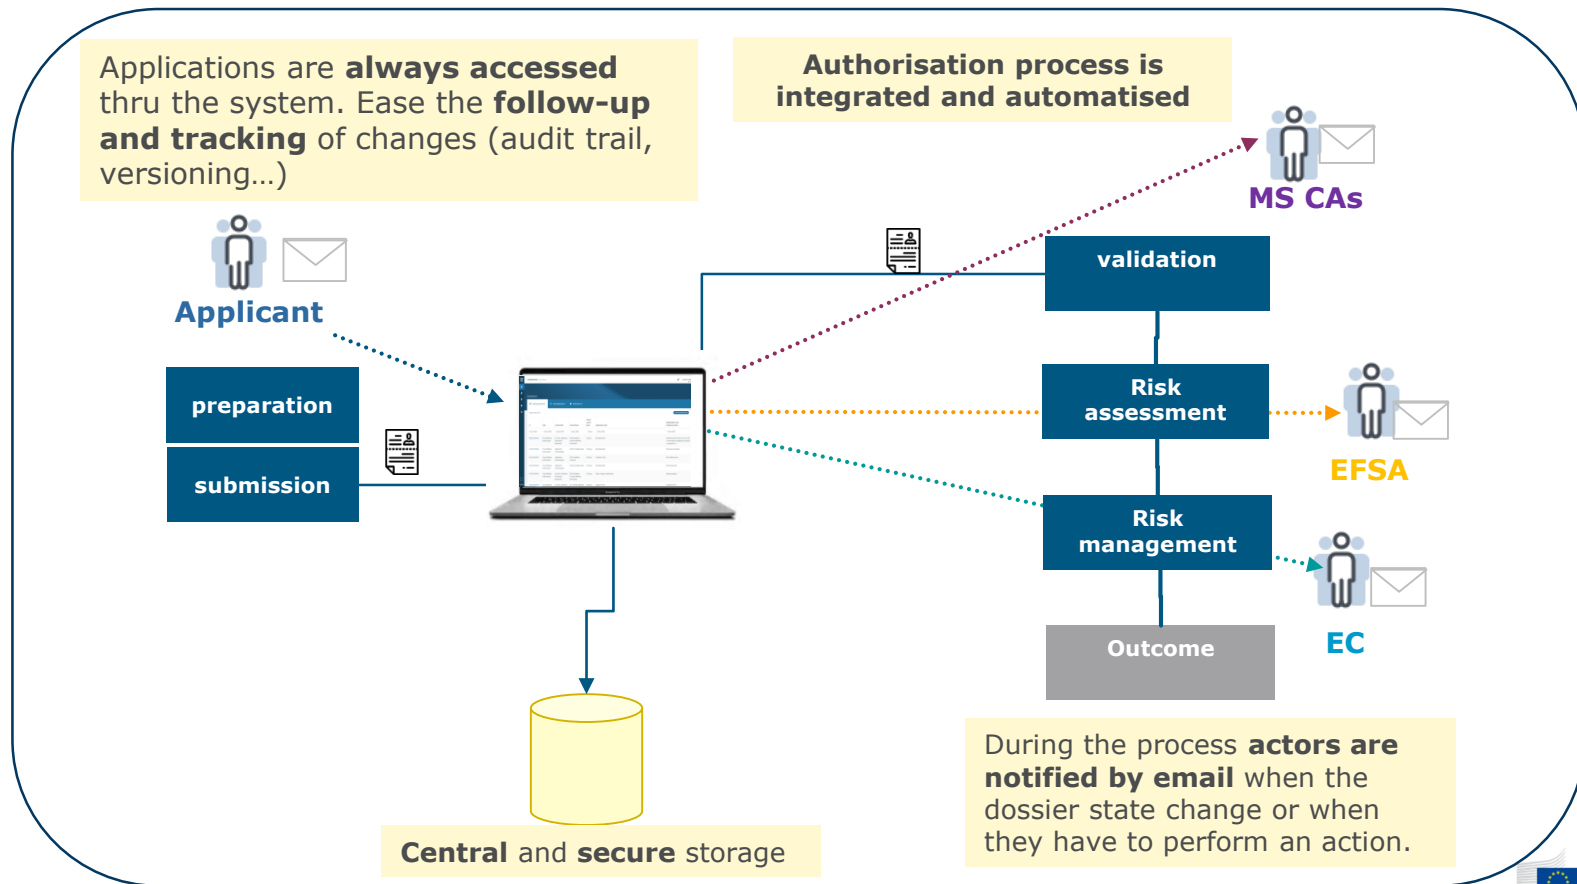 Applications are always accessed
thru the system. Ease the follow-up
and tracking of changes (audit trail,
versioning…)
Authorisation process is
integrated and automatised
MS CAs
Applicant
validation
preparation
submission
Risk
assessment
EFSA
Risk
management
EC
Outcome
During the process actors are
notified by email when the
dossier state change or when
they have to perform an action.
Central and secure storage